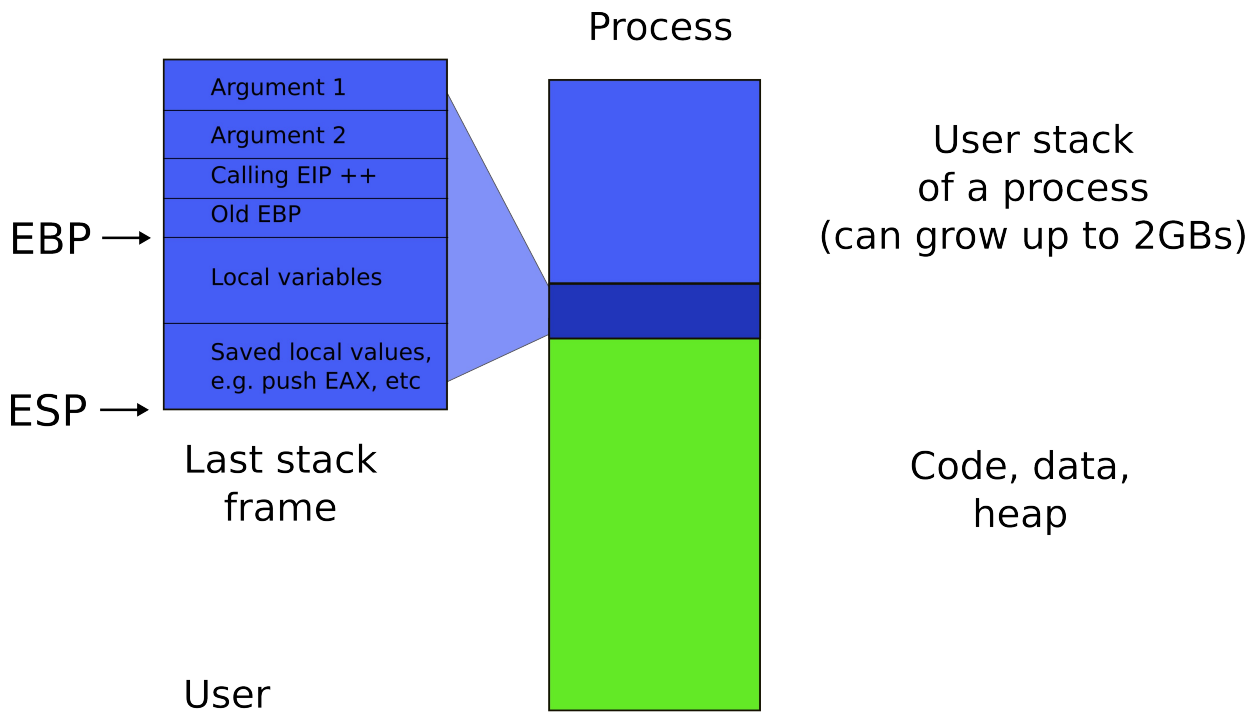 Process
Argument 1
Argument 2
Calling EIP ++
Old EBP
EBP
Local variables
Saved local values,
e.g. push EAX, etc
ESP
Last stack
frame
User
User stack
of a process
(can grow up to 2GBs)
Code, data,
heap